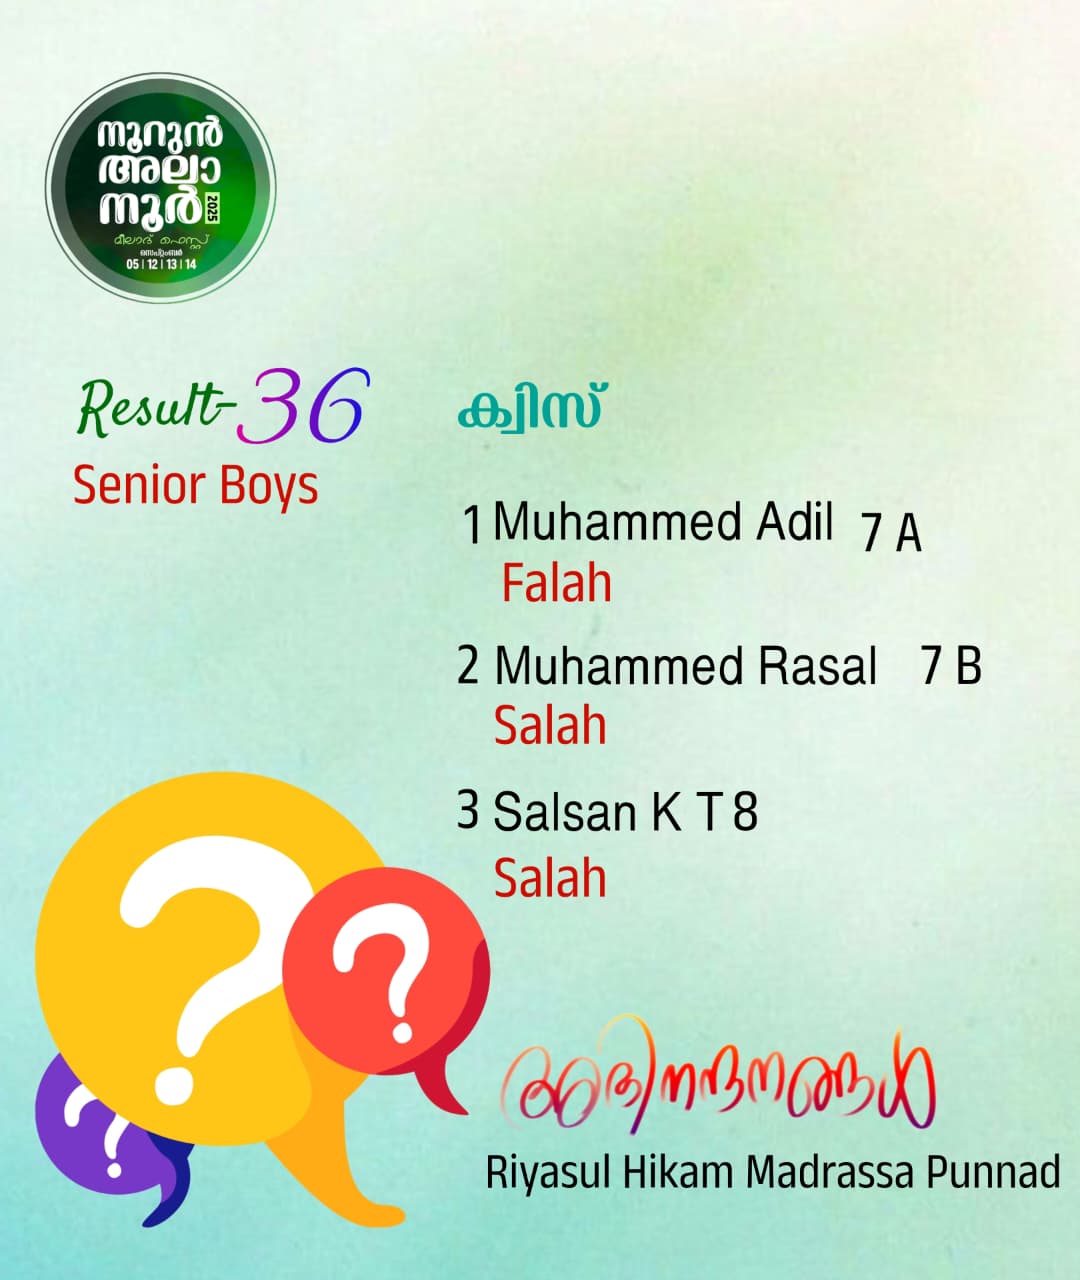 നൂറുൻ
അലാ
നൂർ 2025
മീലാദ് ഫെസ്റ്റ്
സെപ്റ്റംബർ
05 | 12 | 13 | 14
Result-36
Senior Boys
ക്വിസ്
1 Muhammed Adil 7 A
Falah
2 Muhammed Rasal 7 B
Salah
3 Salsan K T 8
Salah
അഭിനന്ദനങ്ങൾ
Riyasul Hikam Madrassa Punnad